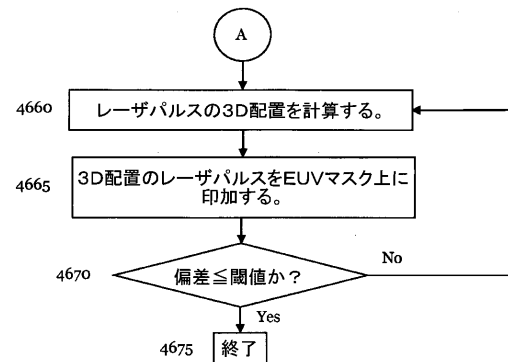 A
4660
レーザパルスの3D配置を計算する。
4665
3D配置のレーザパルスをEUVマスク上に
印加する。
4670
偏差≦閾値か？
No
Yes
4675
終了